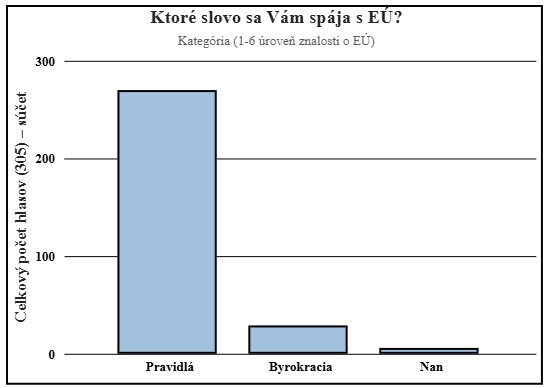 Ktoré slovo sa Vám spája s EÚ?
Kategória (1-6 úroveň znalosti o EÚ)
Celkový počet hlasov (305) – súčet
300
200
100
0
Pravidlá
Byrokracia
Nan